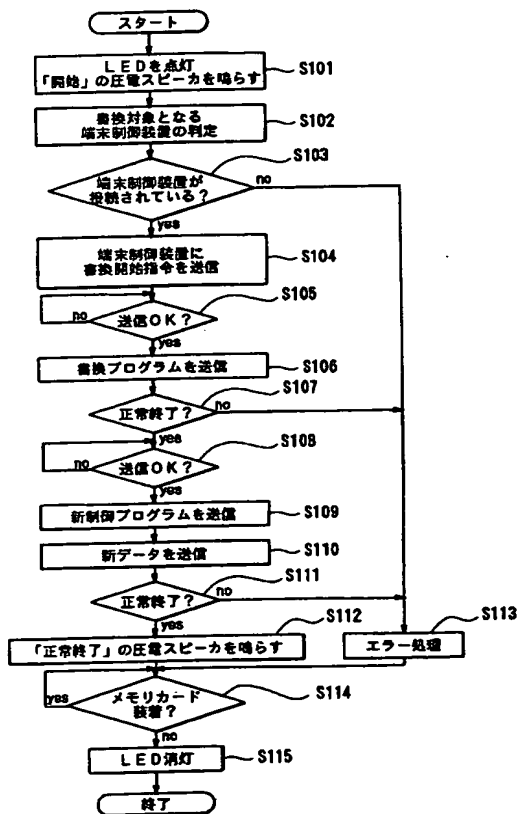 スタート
LEDを点灯
「開始」の圧電スピーカを鳴らす
S101
書換対象となる
端末制御装置の判定
S102
S103
端末制御装置が
接続されている？
no
yes
端末制御装置に
書換開始指令を送信
S104
S105
no
送信OK？
yes
書換プログラムを送信
S106
S107
正常終了？
no
yes
S108
no
送信OK？
yes
新制御プログラムを送信
S109
新データを送信
S110
S111
正常終了？
no
yes
S112
「正常終了」の圧電スピーカを鳴らす
S113
エラー処理
yes
メモリカード
装着？
S114
no
LED消灯
S115
終了